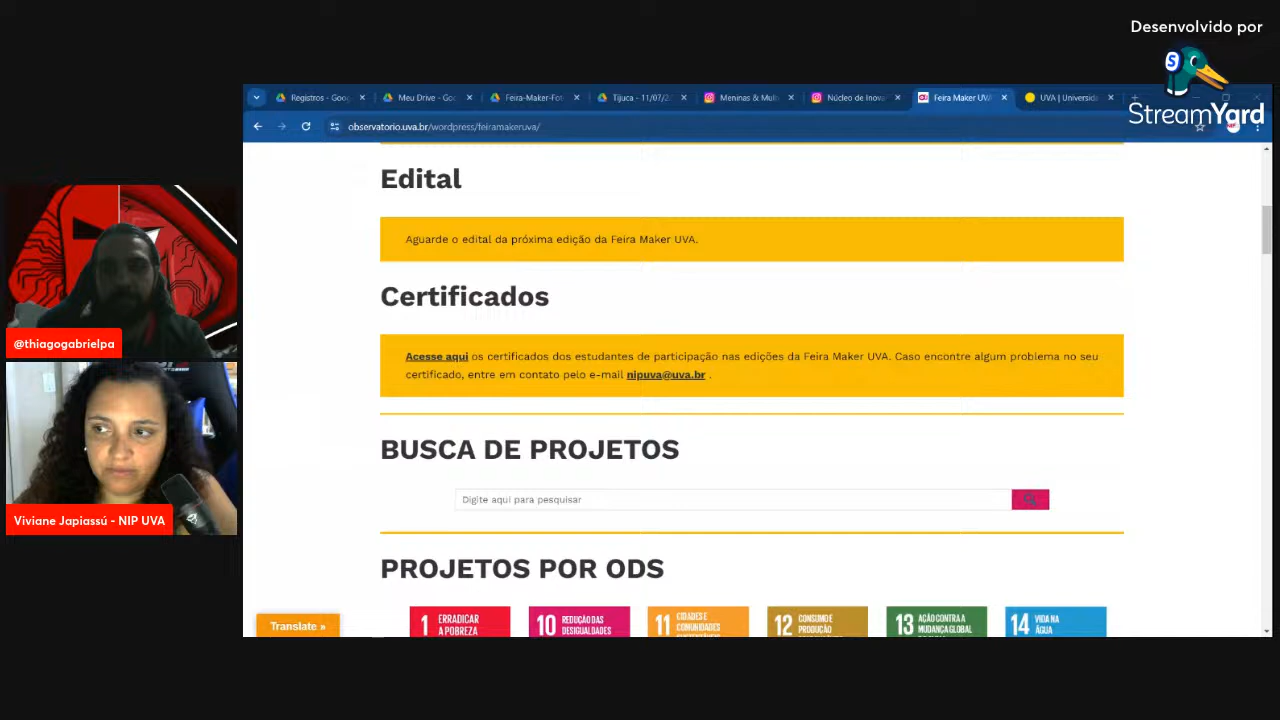 Desenvolvido por
StreamYard
Registros - Goog
Meu Drive - Goo
Feira-Maker-Fot
Tijuca - 11/07/2
Meninas & Mulh
Núcleo de Inova
Feira Maker UVA
UVA | Universid
observatorio.uva.br/wordpress/feiramakeruva/
Edital
Aguarde o edital da próxima edição da Feira Maker UVA.
Certificados
Acesse aqui os certificados dos estudantes de participação nas edições da Feira Maker UVA. Caso encontre algum problema no seu
certificado, entre em contato pelo e-mail nipuva@uva.br .
@thiagogabrielpa
Viviane Japiassú - NIP UVA
BUSCA DE PROJETOS
Digite aqui para pesquisar
PROJETOS POR ODS
1 ERRADICAR
A POBREZA
10 REDUÇÃO DAS
DESIGUALDADES
11 CIDADES E
COMUNIDADES
12 CONSUMO E
PRODUÇÃO
13 AÇÃO CONTRA A
MUDANÇA GLOBAL
14 VIDA NA
ÁGUA
Translate »